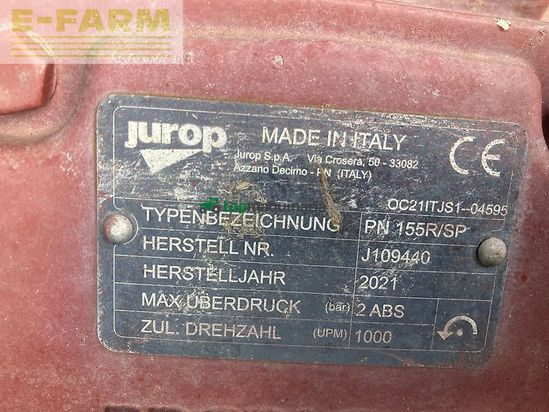 E-FARM
jurop
MADE IN ITALY
Jurop S.p.A. Via Crosera, 50 - 33082
Azzano Decimo - PN (ITALY)
CE
OC21ITJS1--04595
TYPENBEZEICHNUNG PN 155R/SP
HERSTELL NR. J109440
HERSTELLJAHR 2021
MAX ÜBERDRUCK (bar) 2 ABS
ZUL. DREHZAHL (UPM) 1000